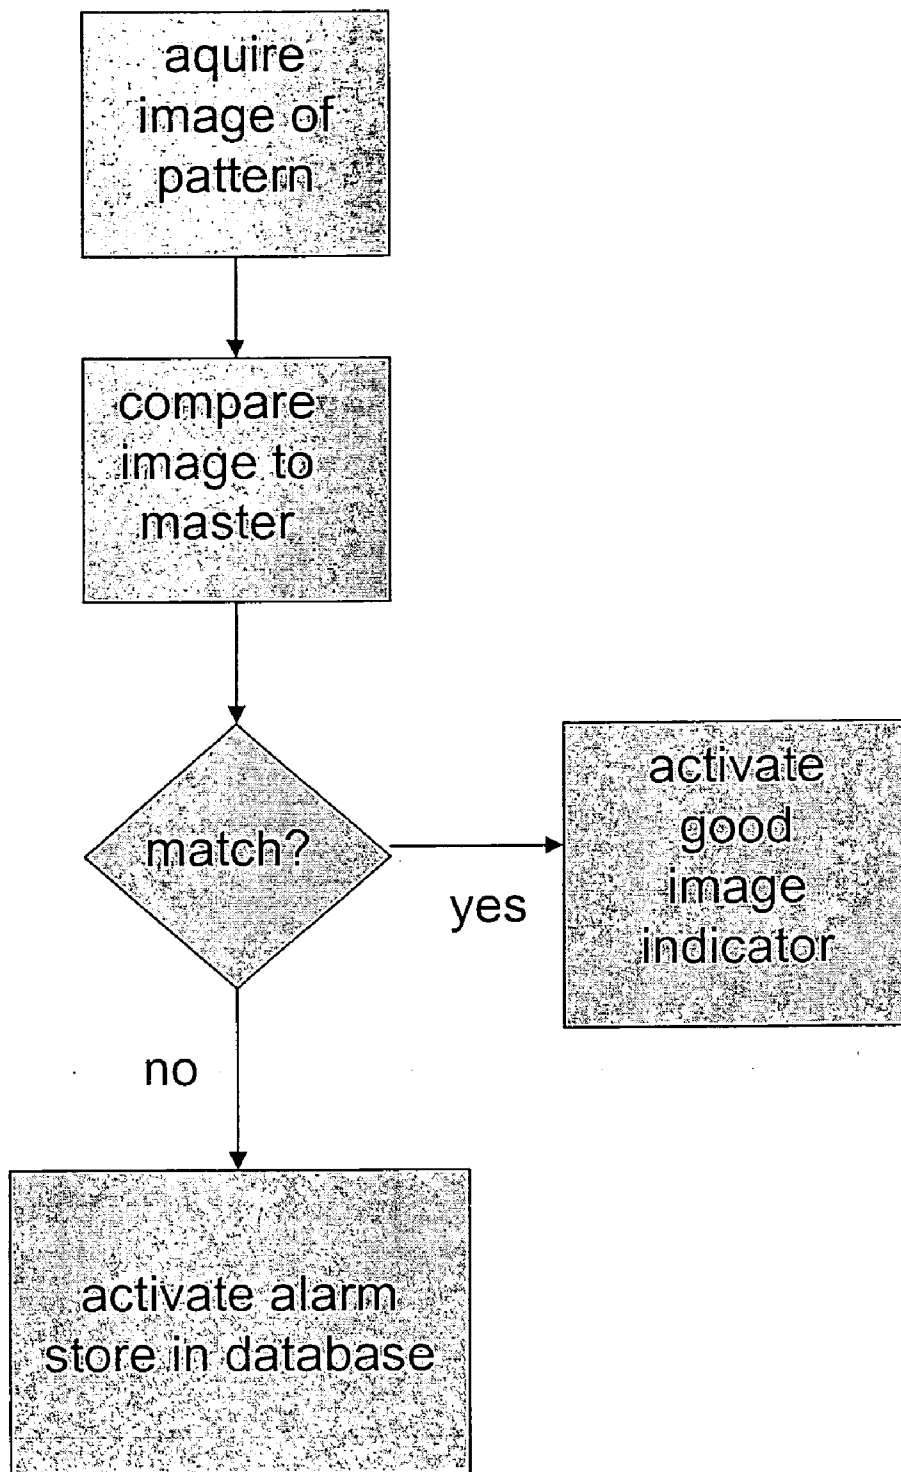 aquire
image of
pattern
compare
image to
master
match?
yes
activate
good
image
indicator
no
activate alarm
store in database